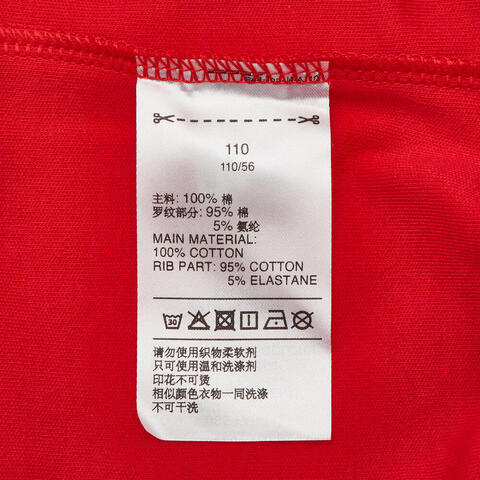 110
110/56
主料: 100% 棉
罗纹部分: 95% 棉
5% 氨纶
MAIN MATERIAL:
100% COTTON
RIB PART: 95% COTTON
5% ELASTANE
30
请勿使用织物柔软剂
只可使用温和洗涤剂
印花不可烫
相似颜色衣物一同洗涤
不可干洗